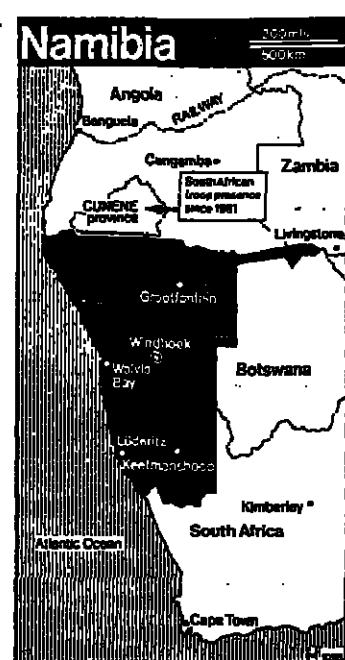 Namibia
200mls
500km
Angola
Benguela
RAILWAY
Cangamba
Zambia
CUNENE
province
South African
troop presence
since 1981
Livingstone
Grootfontein
Windhoek
Walvis
Bay
Botswana
Lüderitz
Keetmanshoop
Kimberley
South Africa
Atlantic Ocean
Cape Town